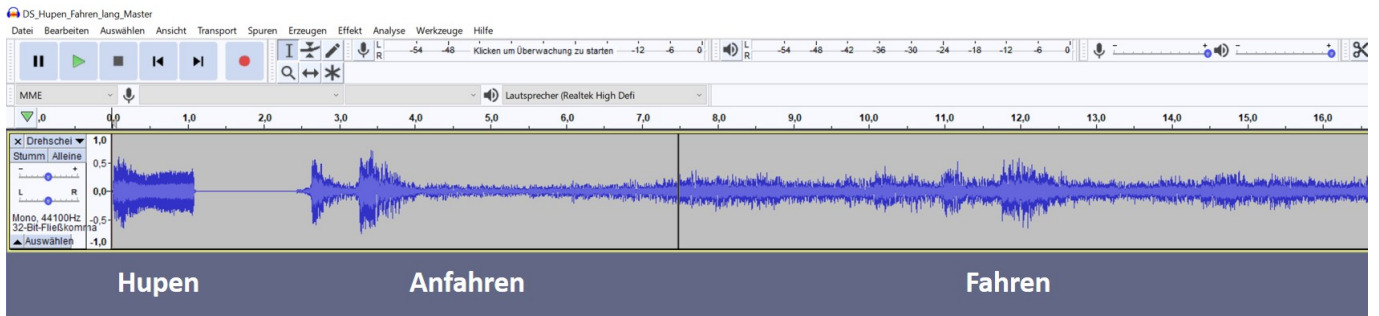 DS_Hupen_Fahren_lang_Master
Datei Bearbeiten Auswählen Ansicht Transport Spuren Erzeugen Effekt Analyse Werkzeuge Hilfe
L
R
-54 -48 Klicken um Überwachung zu starten -12 -6 0
L
R
-54 -48 -42 -36 -30 -24 -18 -12 -6 0
- +
- +
MME
Lautsprecher (Realtek High Defi
,0 0,0 1,0 2,0 3,0 4,0 5,0 6,0 7,0 8,0 9,0 10,0 11,0 12,0 13,0 14,0 15,0 16,0
x Drehschei
Stumm Alleine
- +
L R
Mono, 44100Hz
32-Bit-Fließkomma
Auswählen
1,0
0,5-
0,0-
-0,5-
-1,0
Hupen Anfahren Fahren